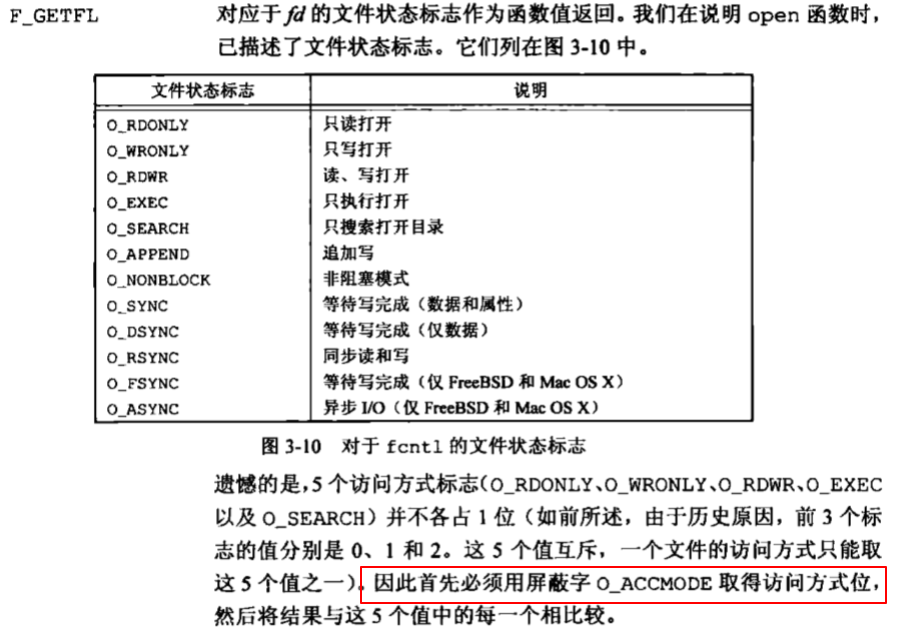 F_GETFL 对应于 fd 的文件状态标志作为函数值返回。我们在说明 open 函数时，
已描述了文件状态标志。它们列在图 3-10 中。
文件状态标志 说明
O_RDONLY 只读打开
O_WRONLY 只写打开
O_RDWR 读、写打开
O_EXEC 只执行打开
O_SEARCH 只搜索打开目录
O_APPEND 追加写
O_NONBLOCK 非阻塞模式
O_SYNC 等待写完成（数据和属性）
O_DSYNC 等待写完成（仅数据）
O_RSYNC 同步读和写
O_FSYNC 等待写完成（仅 FreeBSD 和 Mac OS X）
O_ASYNC 异步 I/O（仅 FreeBSD 和 Mac OS X）
图 3-10 对于 fcntl 的文件状态标志
遗憾的是，5 个访问方式标志（O_RDONLY、O_WRONLY、O_RDWR、O_EXEC
以及 O_SEARCH）并不各占 1 位（如前所述，由于历史原因，前 3 个标
志的值分别是 0、1 和 2。这 5 个值互斥，一个文件的访问方式只能取
这 5 个值之一）。因此首先必须用屏蔽字 O_ACCMODE 取得访问方式位，
然后将结果与这 5 个值中的每一个相比较。